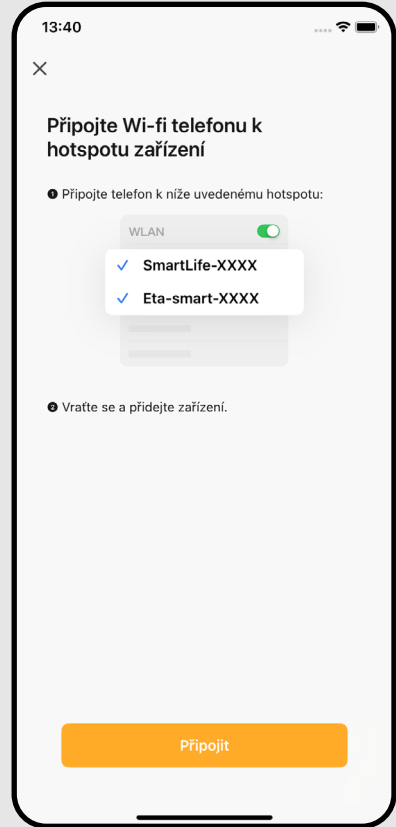 13:40
Připojte Wi-fi telefonu k
hotspotu zařízení
❶ Připojte telefon k níže uvedenému hotspotu:
WLAN
SmartLife-XXXX
Eta-smart-XXXX
❷ Vraťte se a přidejte zařízení.
Připojit